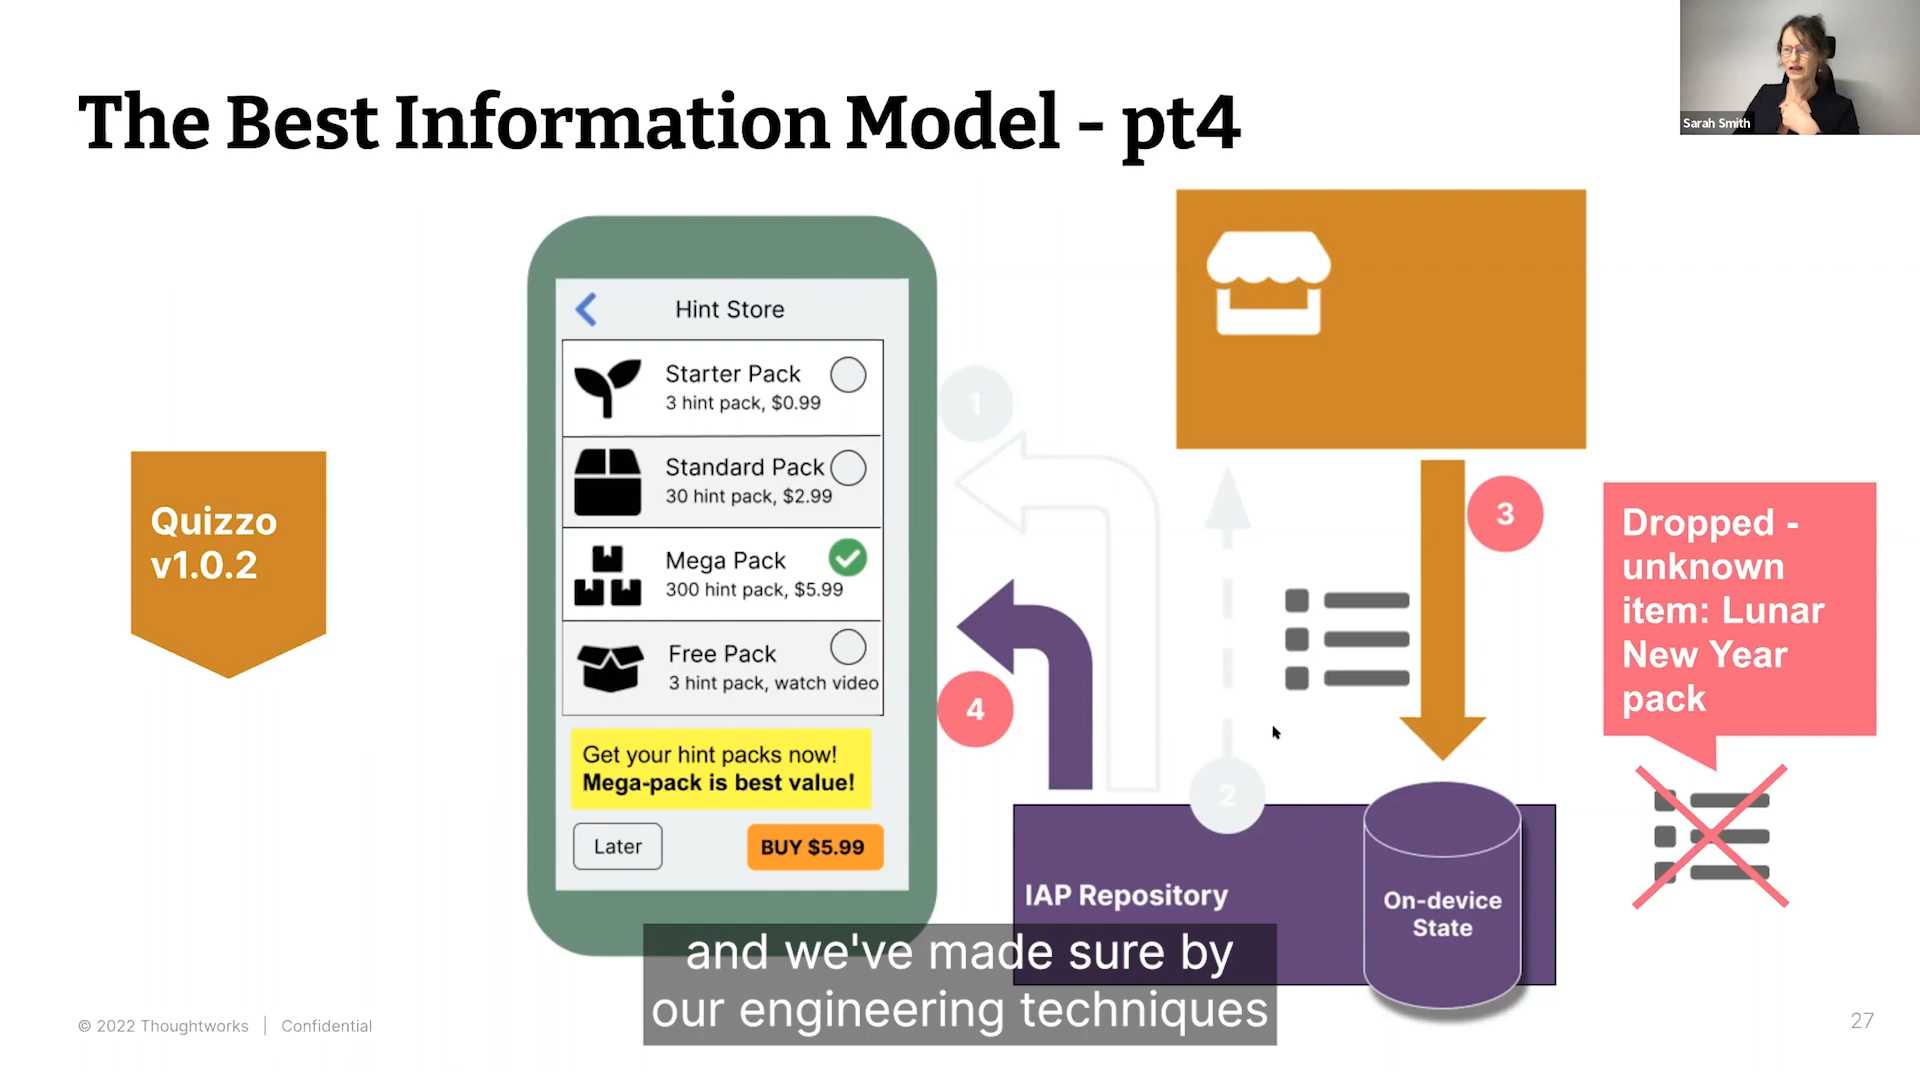 The Best Information Model - pt4
Sarah Smith
Quizzo
v1.0.2
Hint Store
Starter Pack
3 hint pack, $0.99
Standard Pack
30 hint pack, $2.99
Mega Pack
300 hint pack, $5.99
Free Pack
3 hint pack, watch video
Get your hint packs now!
Mega-pack is best value!
Later
BUY $5.99
1
2
3
4
IAP Repository
On-device
State
Dropped -
unknown
item: Lunar
New Year
pack
and we've made sure by
our engineering techniques
© 2022 Thoughtworks | Confidential
27